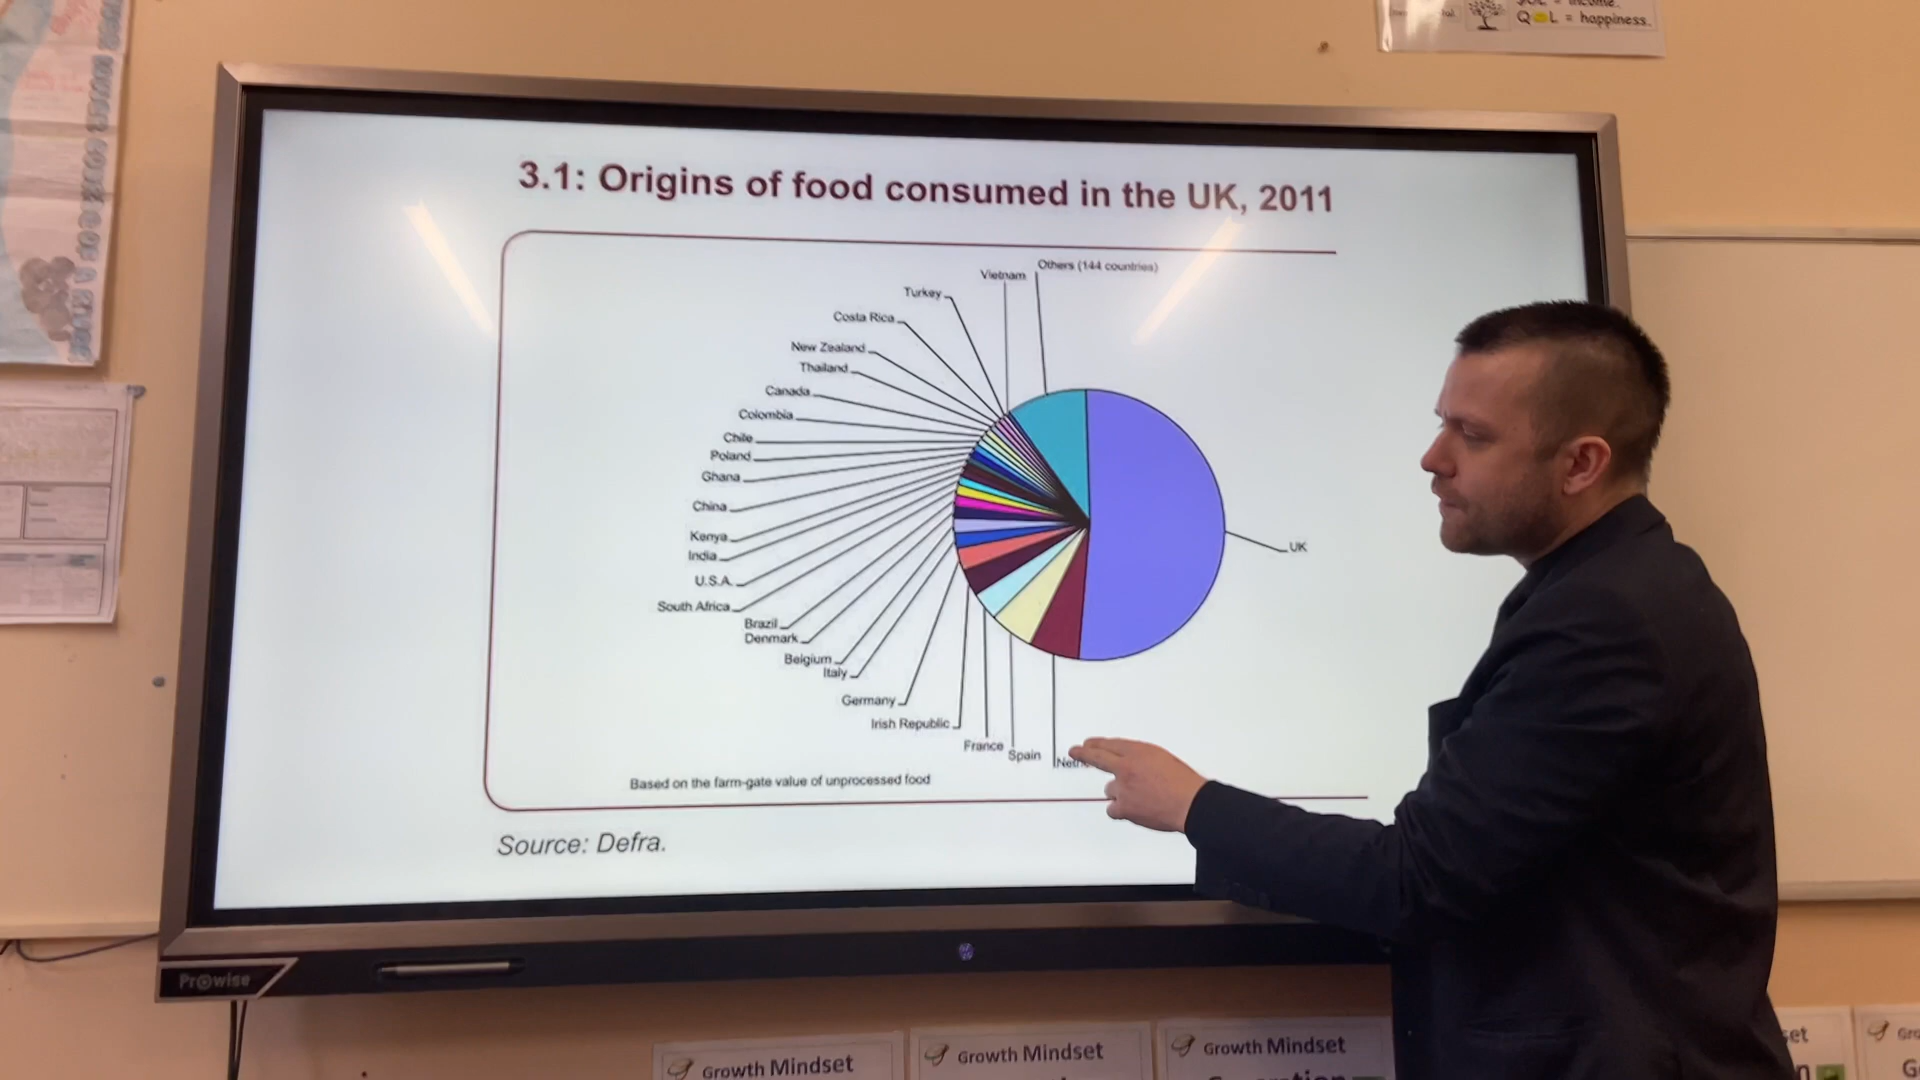 Q L = happiness.
3.1: Origins of food consumed in the UK, 2011
Others (144 countries)
Vietnam
Turkey
Costa Rica
New Zealand
Thailand
Canada
Colombia
Chile
Poland
Ghana
China
Kenya
India
U.S.A.
South Africa
Brazil
Denmark
Belgium
Italy
Germany
Irish Republic
France
Spain
UK
Based on the farm-gate value of unprocessed food
Source: Defra.
Prowise
Growth Mindset
Growth Mindset
Growth Mindset